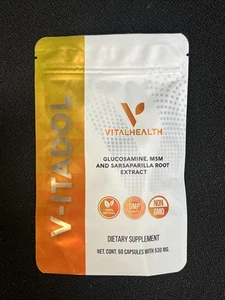 V-ITADOL
VITALHEALTH
GLUCOSAMINE, MSM
AND SARSAPARILLA ROOT
EXTRACT
GMP
NON
GMO
DIETARY SUPPLEMENT
NET. CONT. 60 CAPSULES WITH 530 MG.